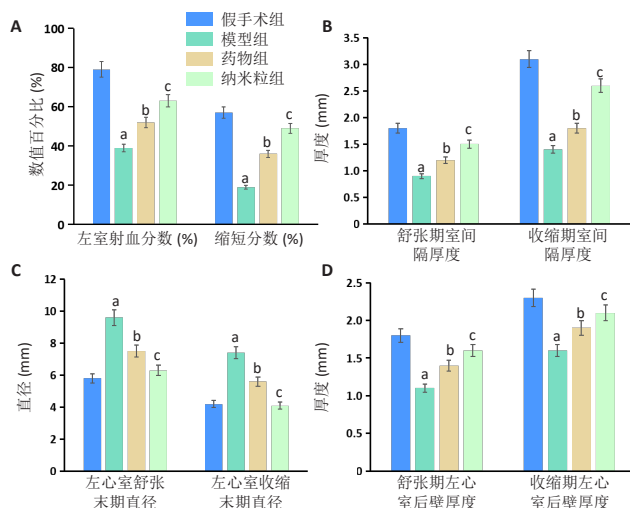 A
数值百分比 (%)
100
80
60
40
20
0
a
b
c
a
b
c
左室射血分数 (%)
缩短分数 (%)
假手术组
模型组
药物组
纳米粒组
B
厚度 (mm)
3.5
3.0
2.5
2.0
1.5
1.0
0.5
0.0
a
b
c
a
b
c
舒张期室间
隔厚度
收缩期室间
隔厚度
C
直径 (mm)
12
10
8
6
4
2
0
a
b
c
a
b
c
左心室舒张
末期直径
左心室收缩
末期直径
D
厚度 (mm)
2.5
2.0
1.5
1.0
0.5
0.0
a
b
c
a
b
c
舒张期左心
室后壁厚度
收缩期左心
室后壁厚度